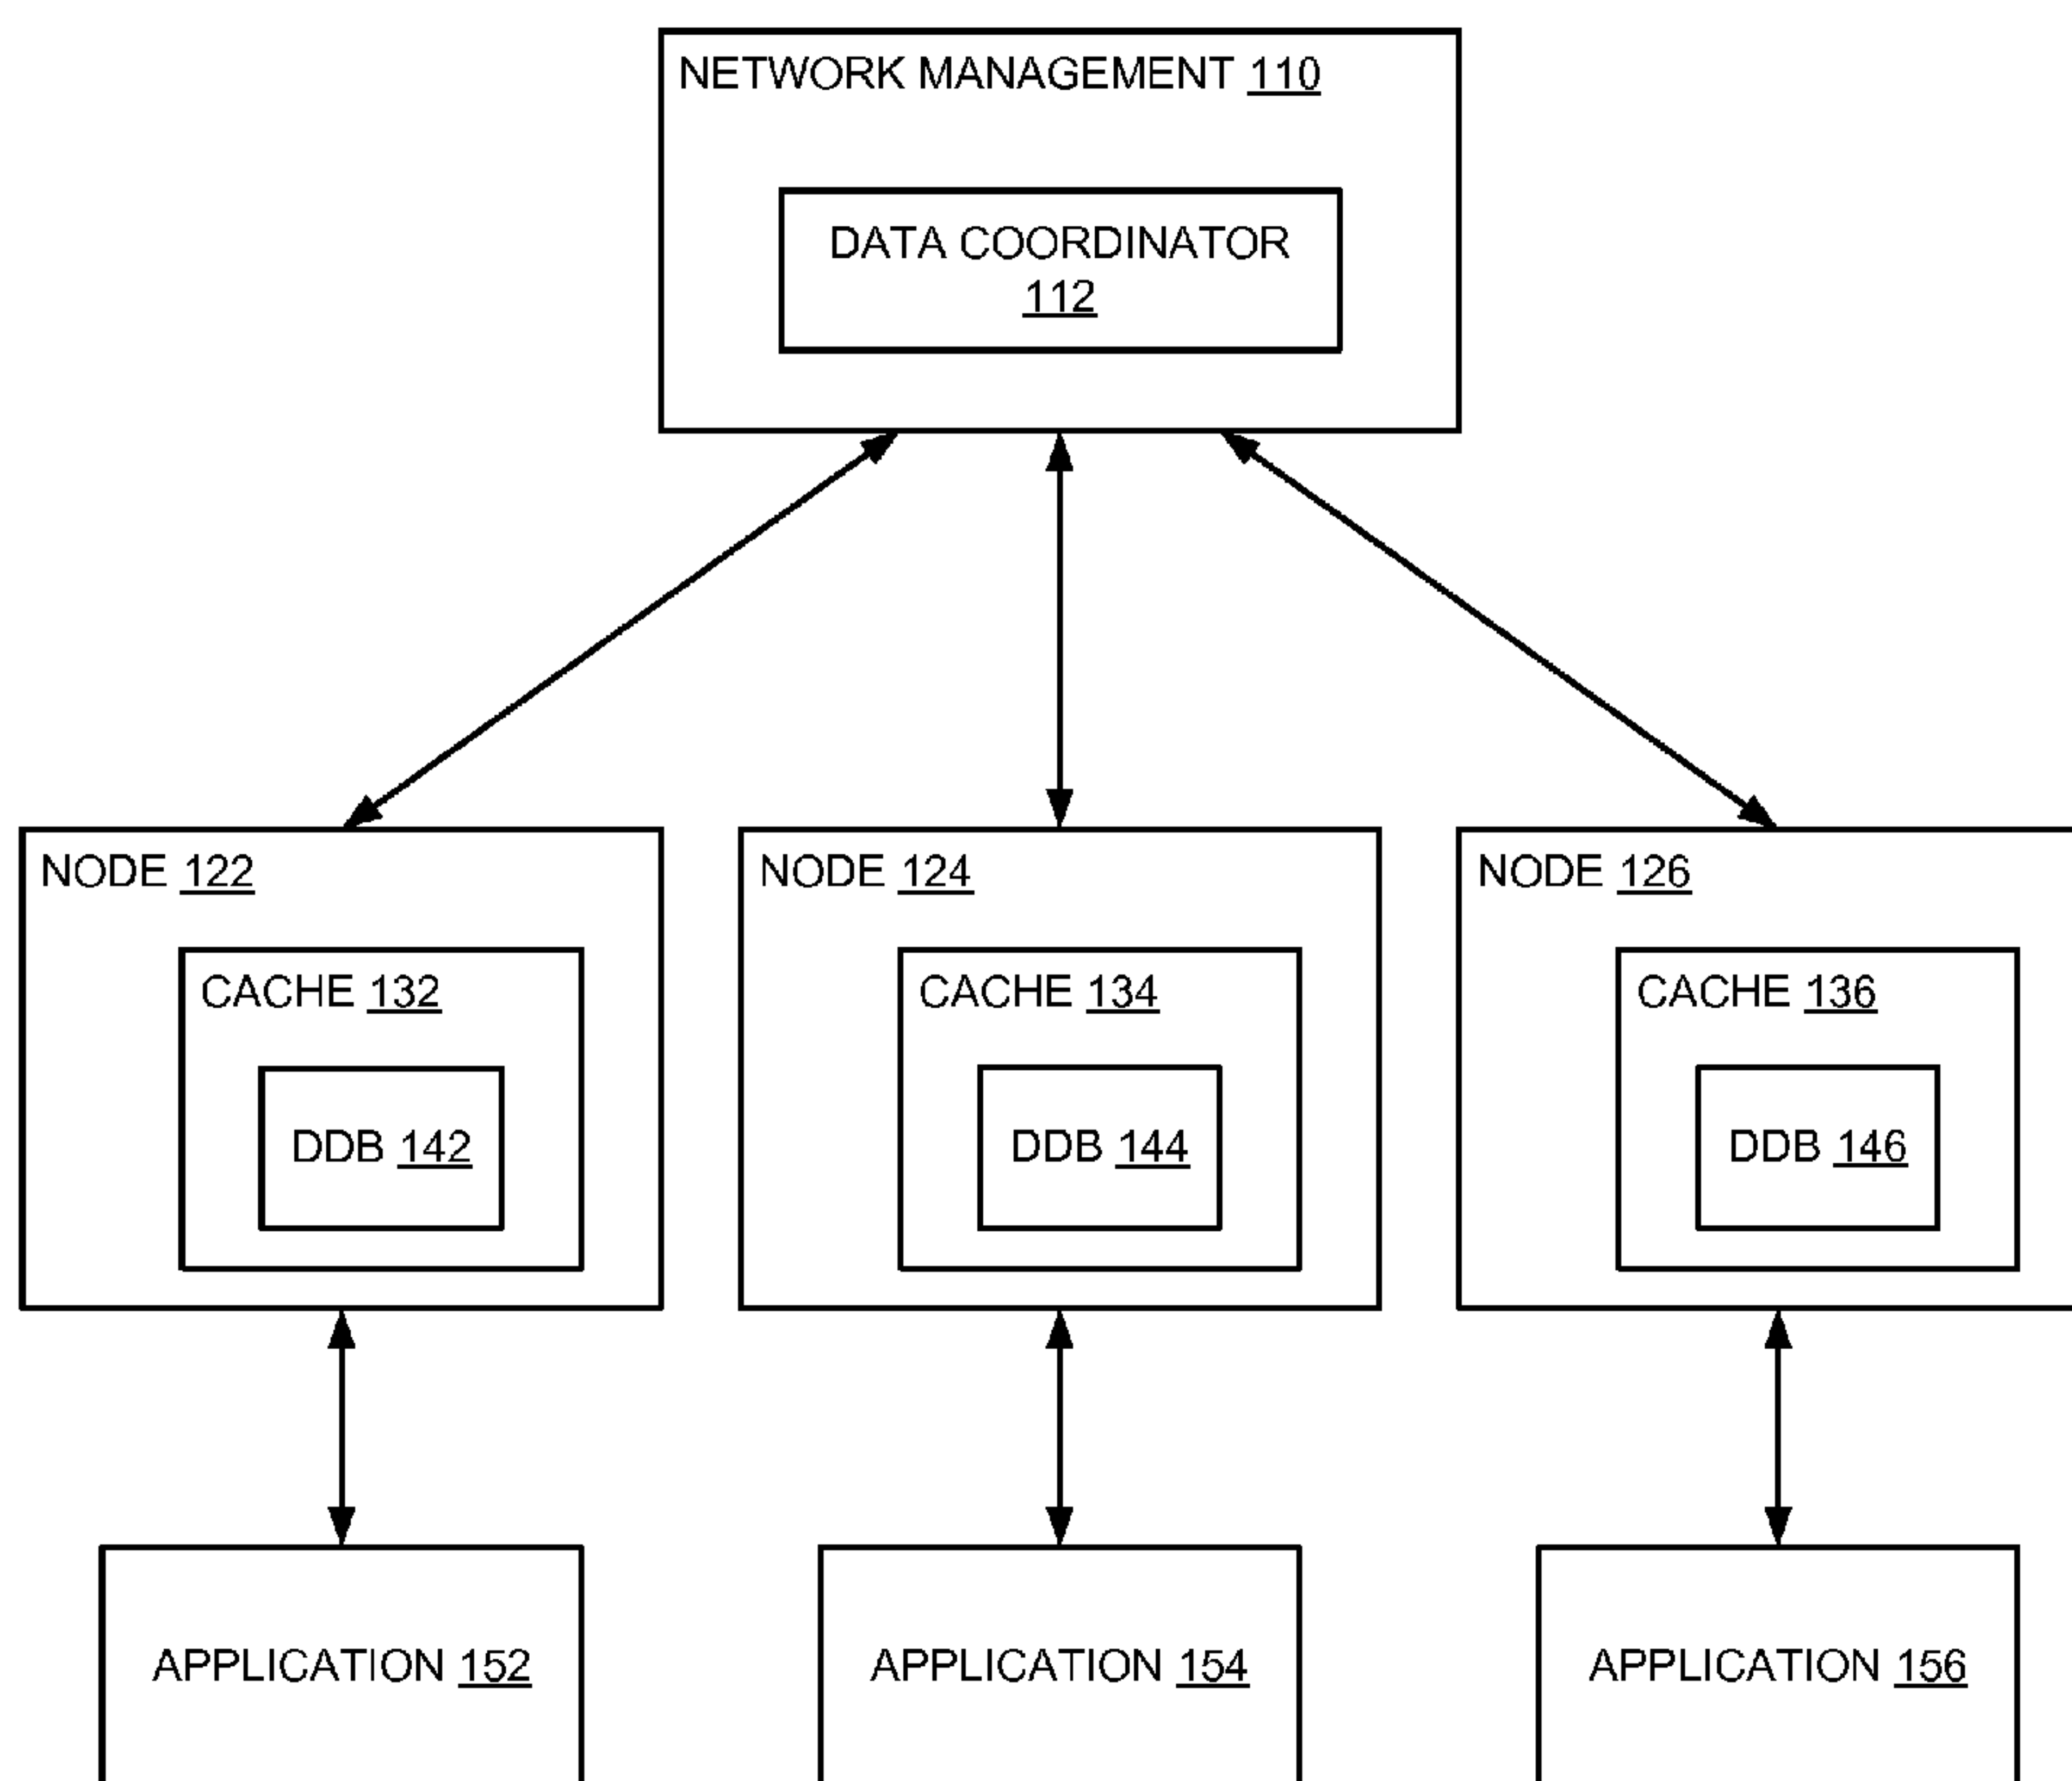 NETWORK MANAGEMENT 110
DATA COORDINATOR
112
NODE 122
CACHE 132
DDB 142
NODE 124
CACHE 134
DDB 144
NODE 126
CACHE 136
DDB 146
APPLICATION 152
APPLICATION 154
APPLICATION 156